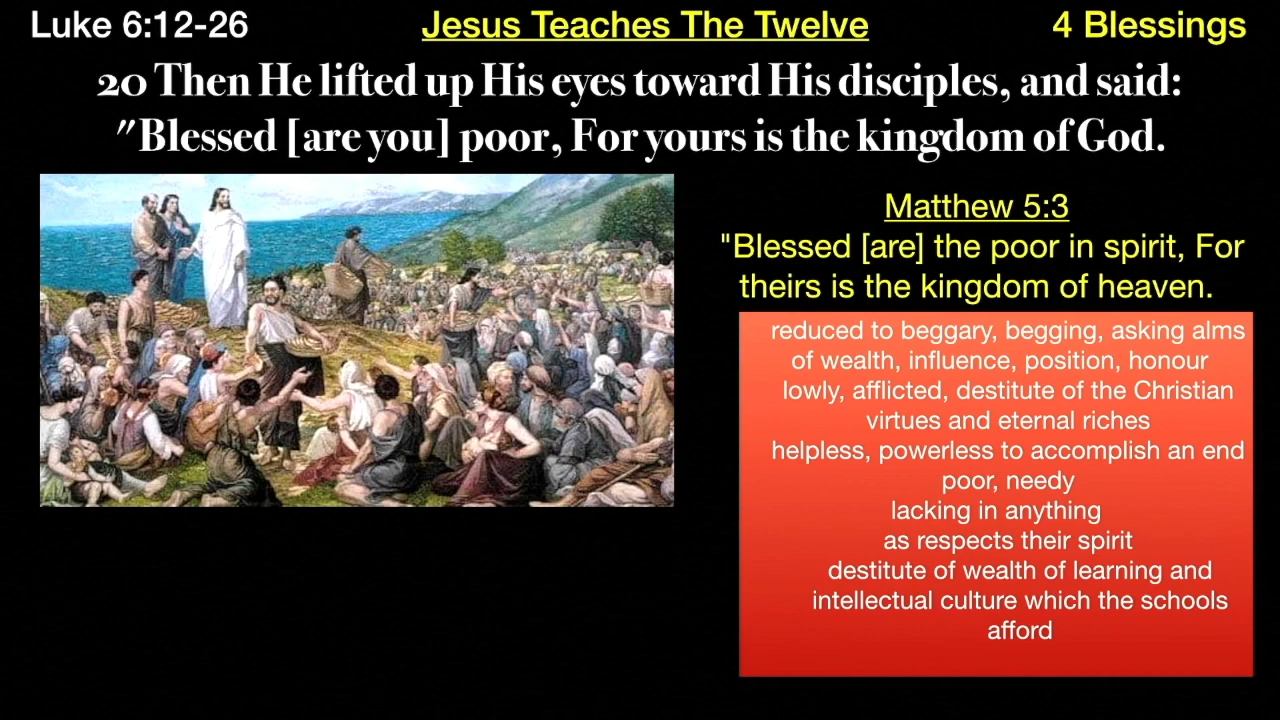 Luke 6:12-26
Jesus Teaches The Twelve
4 Blessings
20 Then He lifted up His eyes toward His disciples, and said:
"Blessed [are you] poor, For yours is the kingdom of God.
Matthew 5:3
"Blessed [are] the poor in spirit, For
theirs is the kingdom of heaven.
reduced to beggary, begging, asking alms
of wealth, influence, position, honour
lowly, afflicted, destitute of the Christian
virtues and eternal riches
helpless, powerless to accomplish an end
poor, needy
lacking in anything
as respects their spirit
destitute of wealth of learning and
intellectual culture which the schools
afford